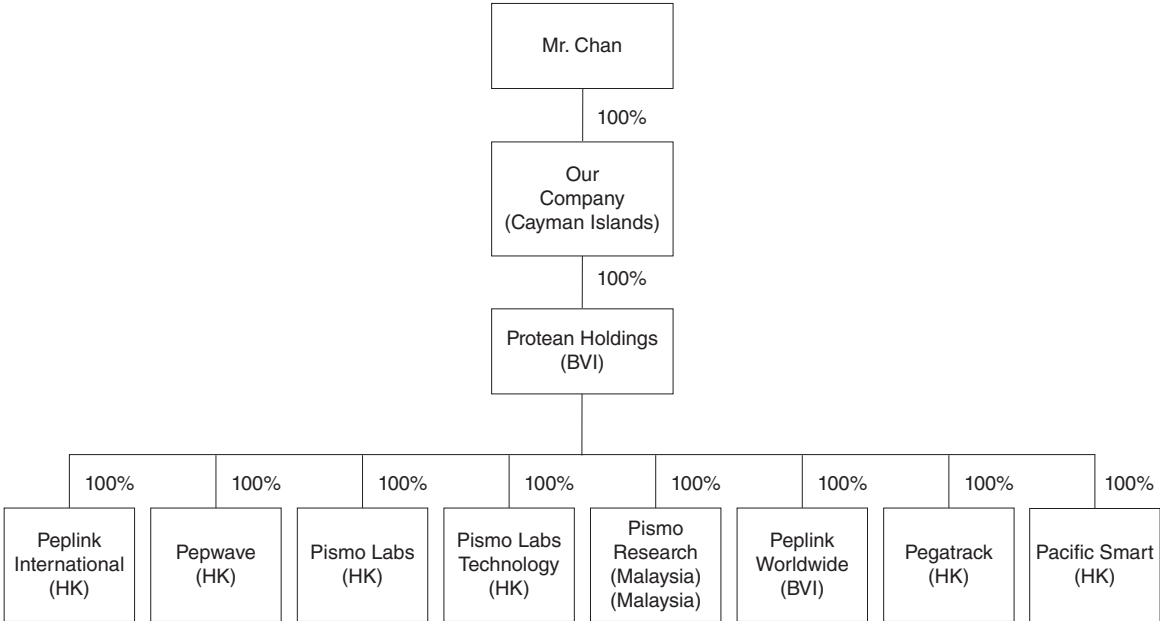 Mr. Chan
100%
Our
Company
(Cayman Islands)
100%
Protean Holdings
(BVI)
100%
100%
100%
100%
100%
100%
100%
100%
Peplink
International
(HK)
Pepwave
(HK)
Pismo Labs
(HK)
Pismo Labs
Technology
(HK)
Pismo
Research
(Malaysia)
(Malaysia)
Peplink
Worldwide
(BVI)
Pegatrack
(HK)
Pacific Smart
(HK)